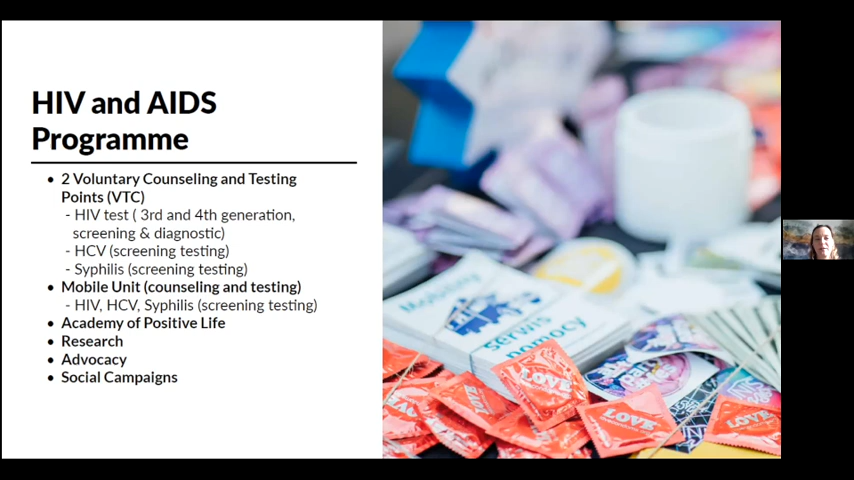 HIV and AIDS
Programme
• 2 Voluntary Counseling and Testing
Points (VTC)
- HIV test ( 3rd and 4th generation,
screening & diagnostic)
- HCV (screening testing)
- Syphilis (screening testing)
• Mobile Unit (counseling and testing)
- HIV, HCV, Syphilis (screening testing)
• Academy of Positive Life
• Research
• Advocacy
• Social Campaigns
serwis
pomocy
LOVE
LOVE
LOVE